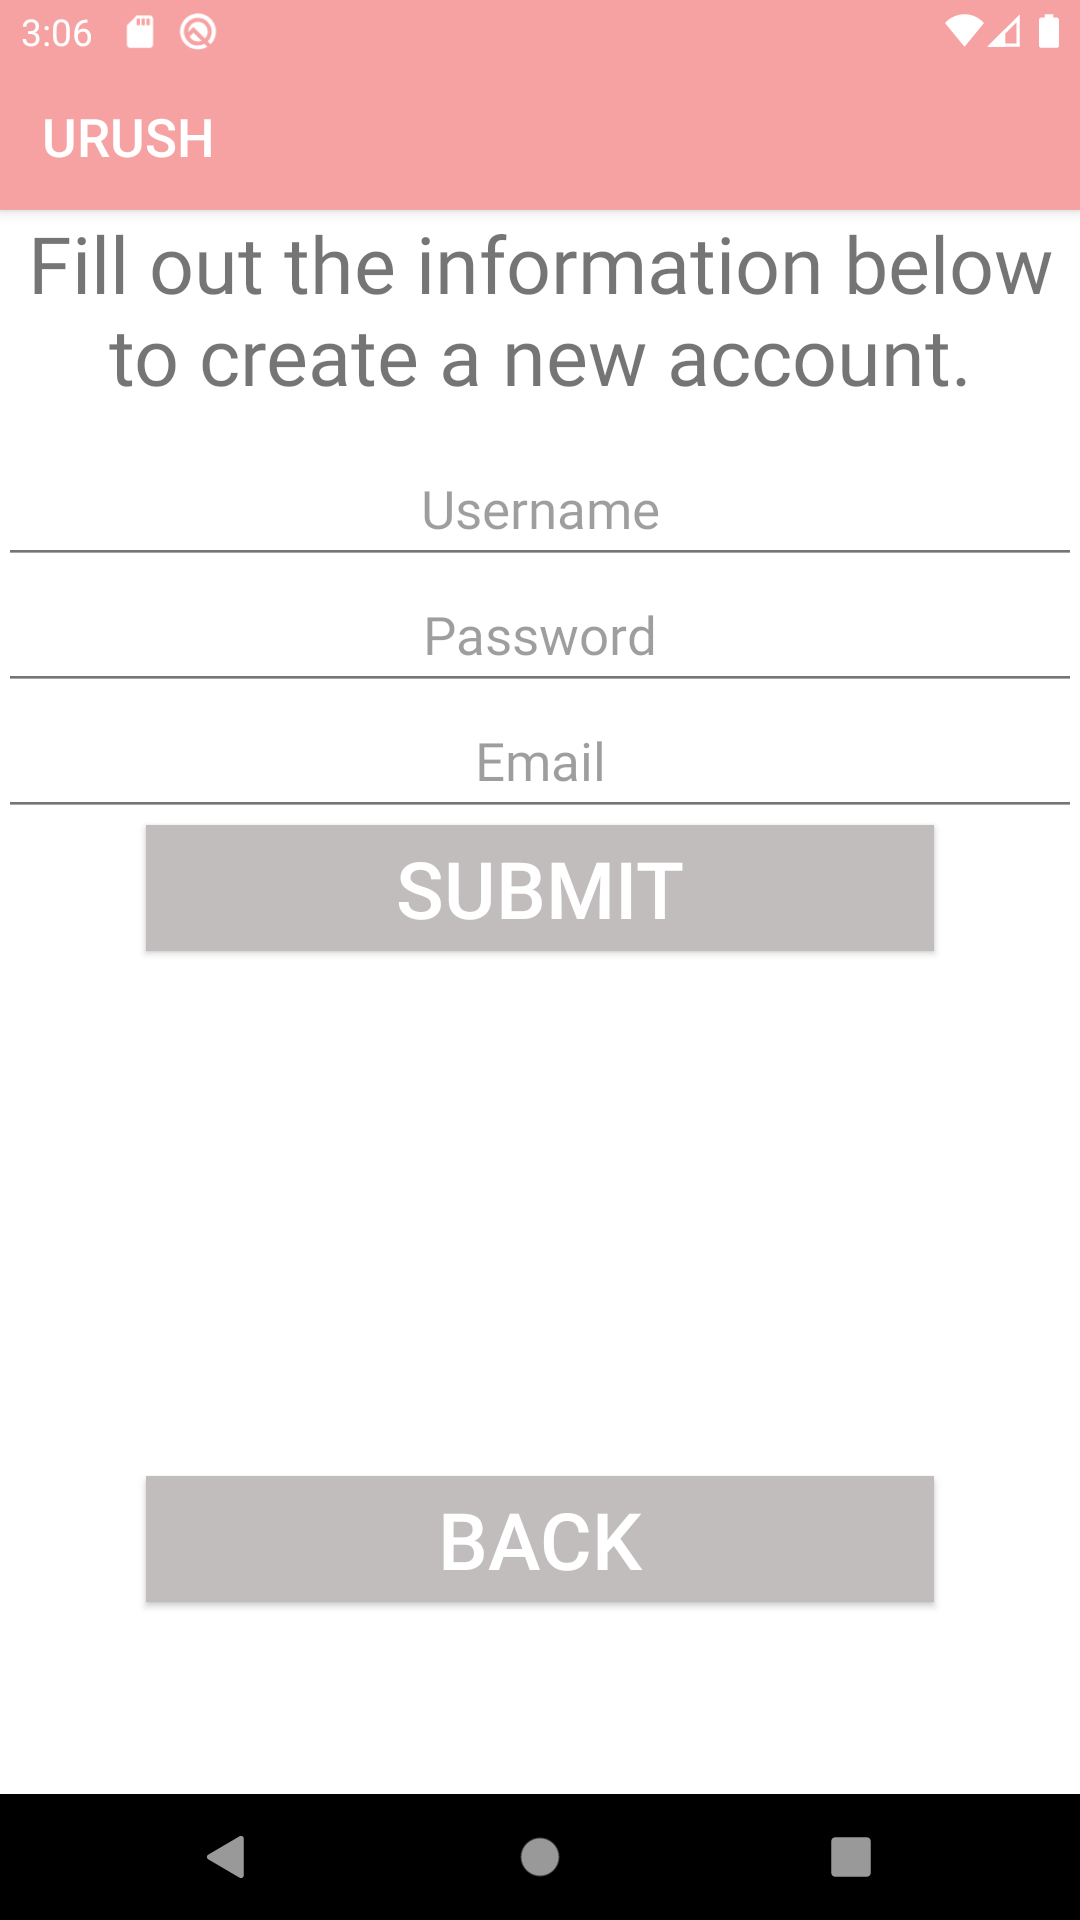 3:06
URUSH
Fill out the information below
to create a new account.
Username
Password
Email
SUBMIT
BACK